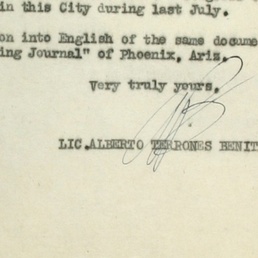 in this City during last July.
on into English of the same docume
ing Journal" of Phoenix, Ariz.
Very truly yours,
LIC.ALBERTO TERRONES BENIT